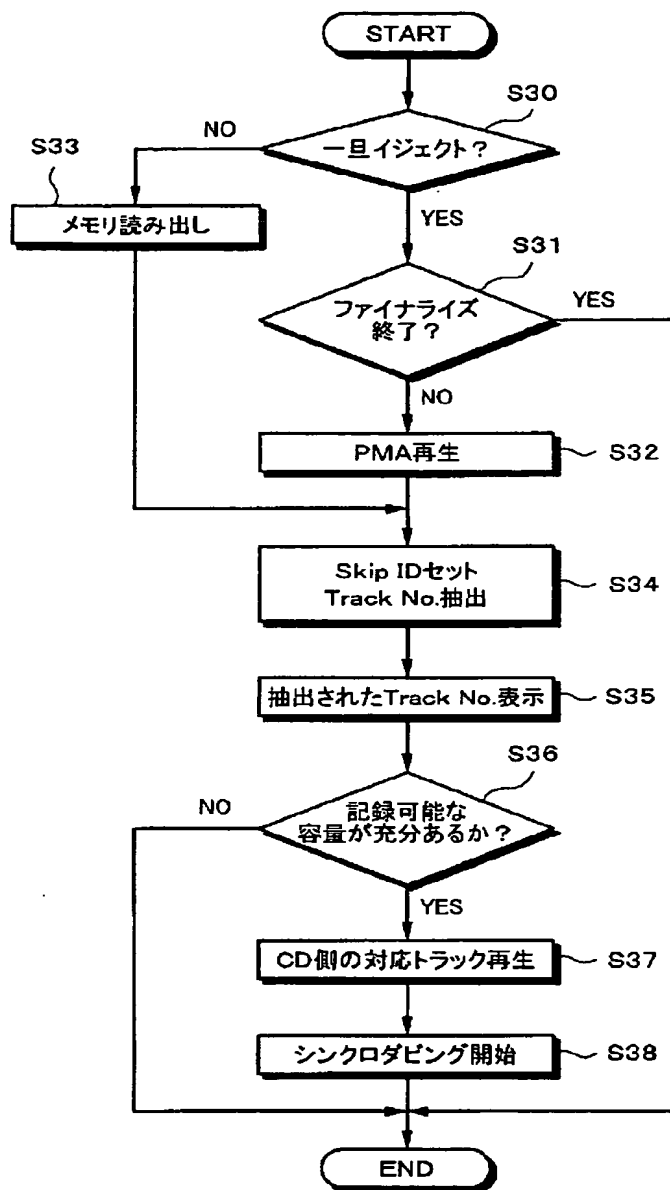 START
S30
NO
一旦イジェクト？
S33
メモリ読み出し
YES
S31
YES
ファイナライズ
終了？
NO
PMA再生
S32
Skip IDセット
Track No.抽出
S34
抽出されたTrack No.表示
S35
S36
NO
記録可能な
容量が充分あるか？
YES
CD側の対応トラック再生
S37
シンクロダビング開始
S38
END